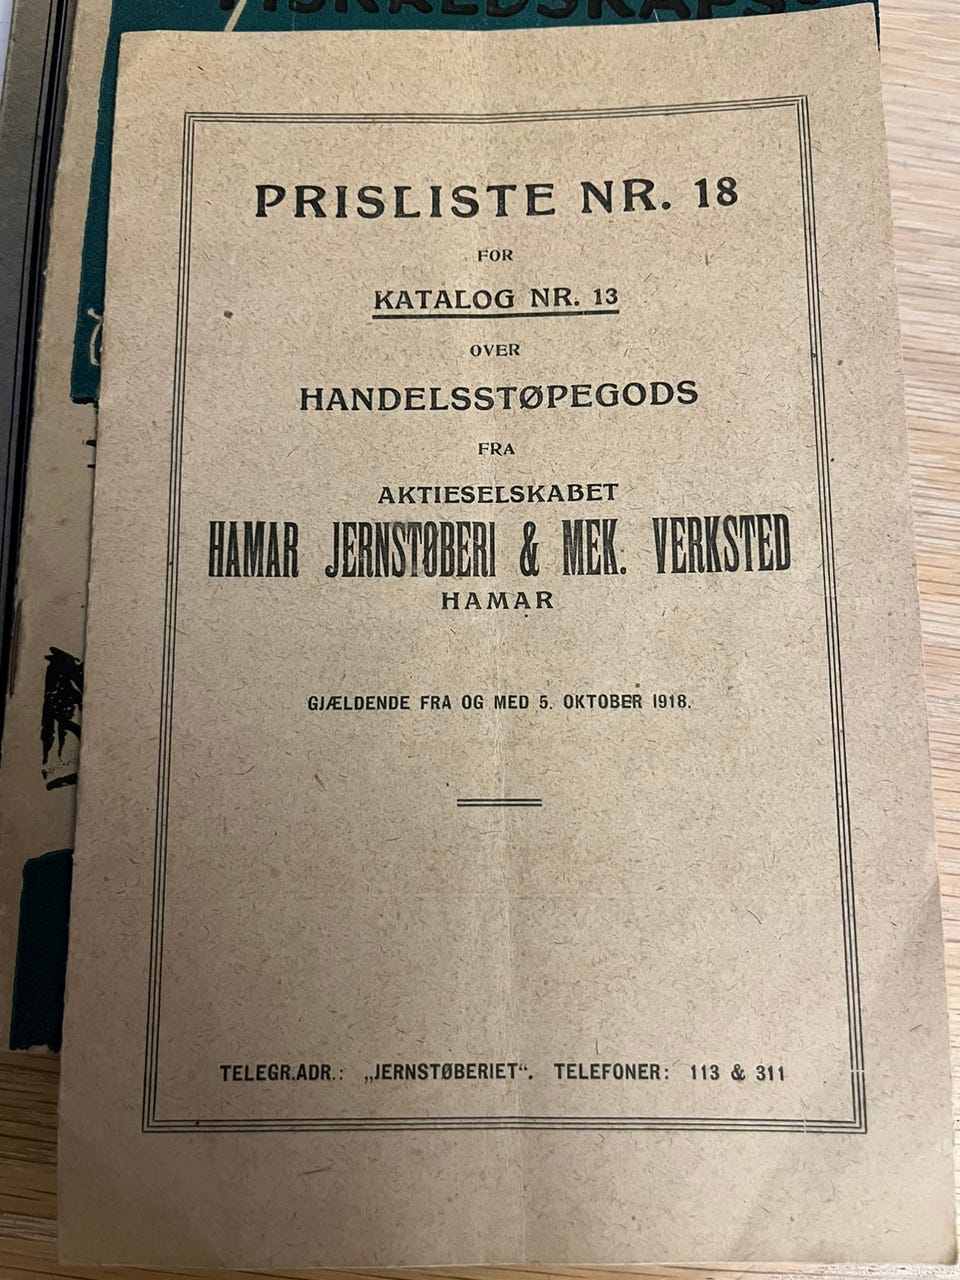 PRISLISTE NR. 18
FOR
KATALOG NR. 13
OVER
HANDELSSTØPEGODS
FRA
AKTIESELSKABET
HAMAR JERNSTØBERI & MEK. VERKSTED
HAMAR
GJÆLDENDE FRA OG MED 5. OKTOBER 1918.
TELEGR.ADR.: „JERNSTØBERIET“. TELEFONER: 113 & 311